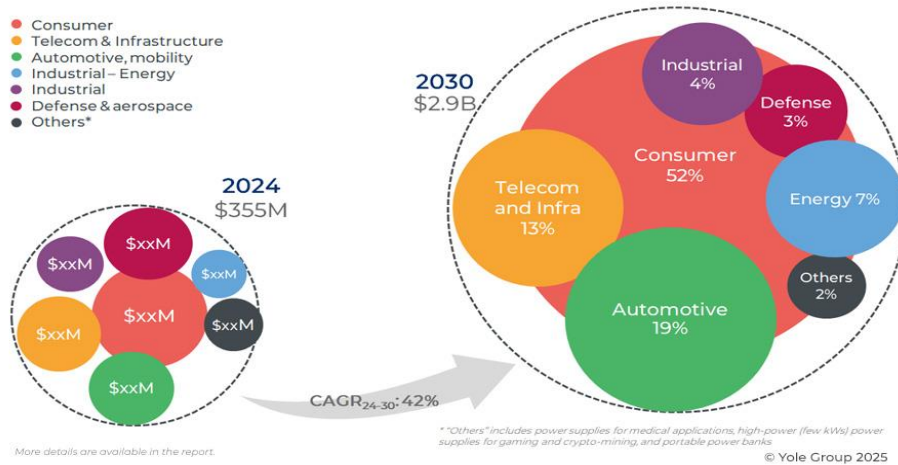 Consumer
Telecom & Infrastructure
Automotive, mobility
Industrial – Energy
Industrial
Defense & aerospace
Others*
2024
$355M
$xxM
$xxM
$xxM
$xxM
$xxM
$xxM
$xxM
More details are available in the report.
CAGR24-30: 42%
2030
$2.9B
Industrial
4%
Defense
3%
Consumer
52%
Telecom
and Infra
13%
Energy 7%
Others
2%
Automotive
19%
* "Others" includes power supplies for medical applications, high-power (few kWs) power
supplies for gaming and crypto-mining, and portable power banks
© Yole Group 2025